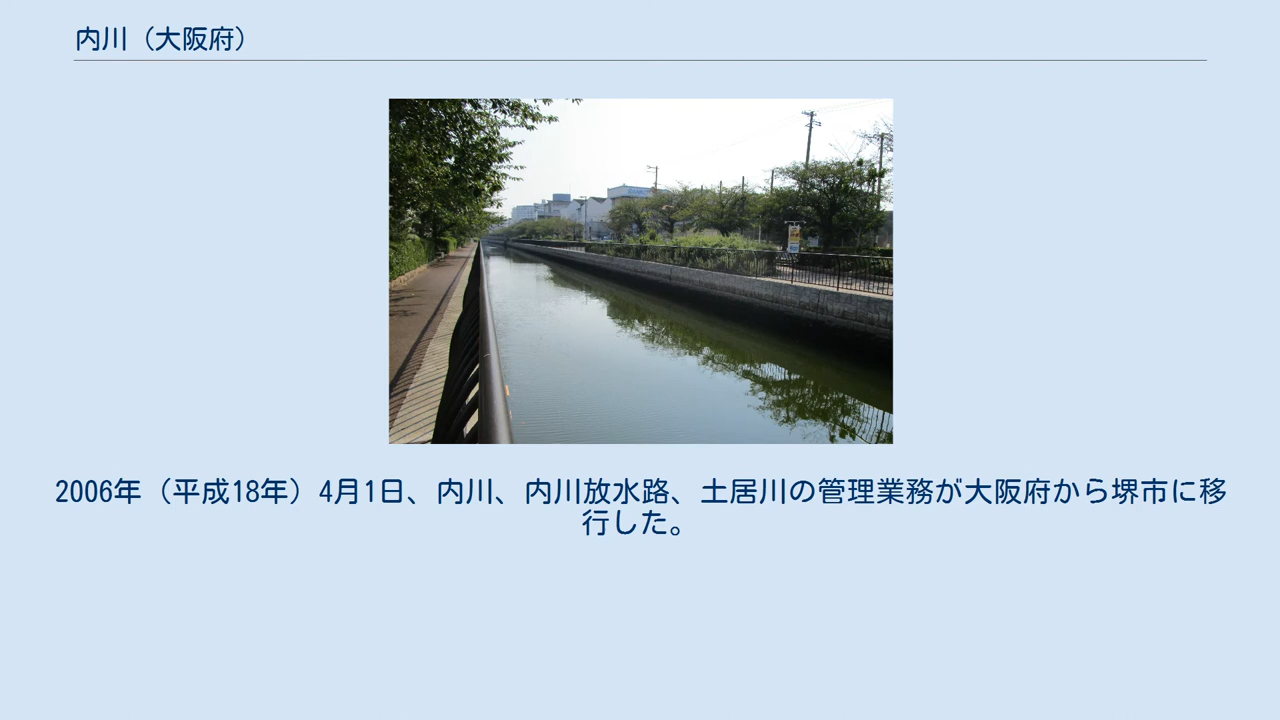 内川（大阪府）
2006年（平成18年）4月1日、内川、内川放水路、土居川の管理業務が大阪府から堺市に移
行した。